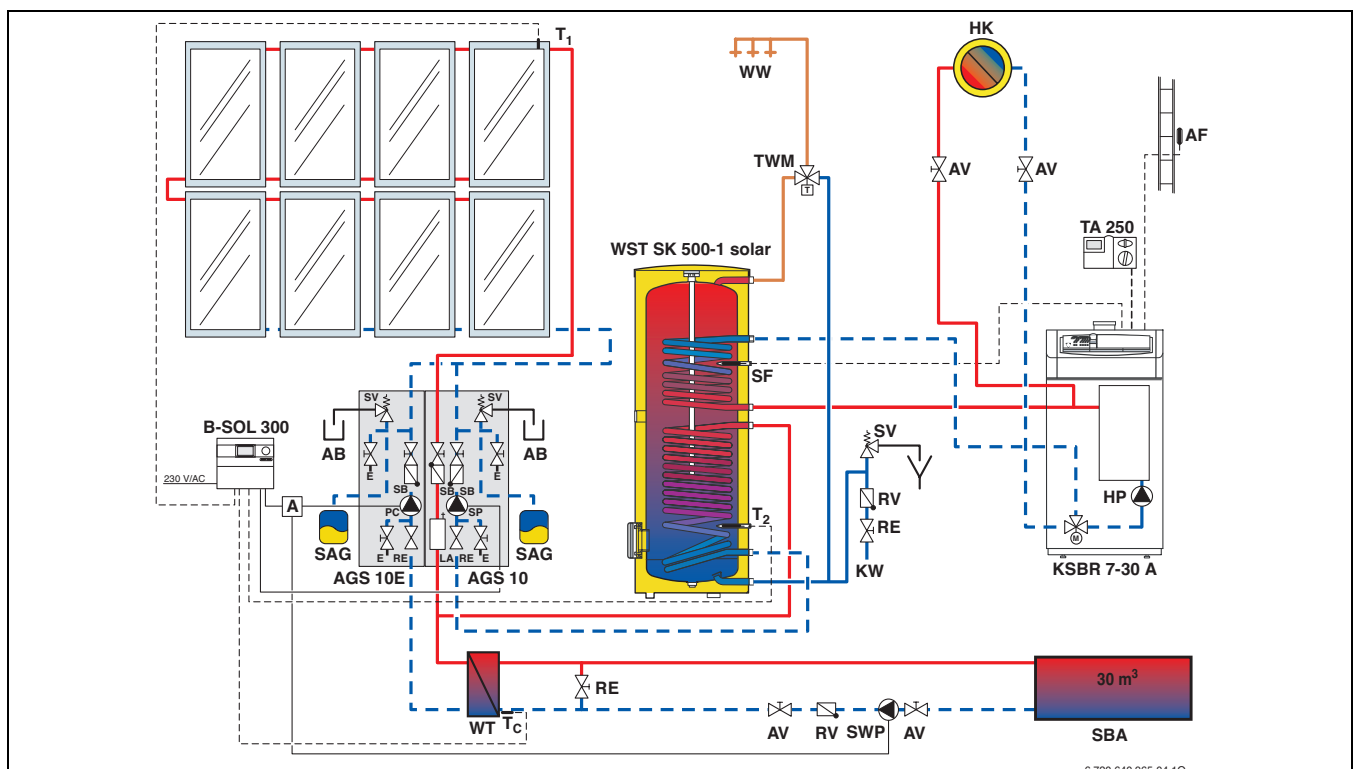 T1
HK
WW
AF
TWM
AV
AV
T
TA 250
WST SK 500-1 solar
SF
SV
SV
B-SOL 300
AB
AB
SV
E
E
230 V/AC
RV
SB
SB
SB
A
PC
SP
T2
HP
RE
SAG
SAG
E
RE
LA
RE
E
M
AGS 10E
AGS 10
KW
KSBR 7-30 A
30 m3
RE
WT
TC
AV
RV
SWP
AV
SBA